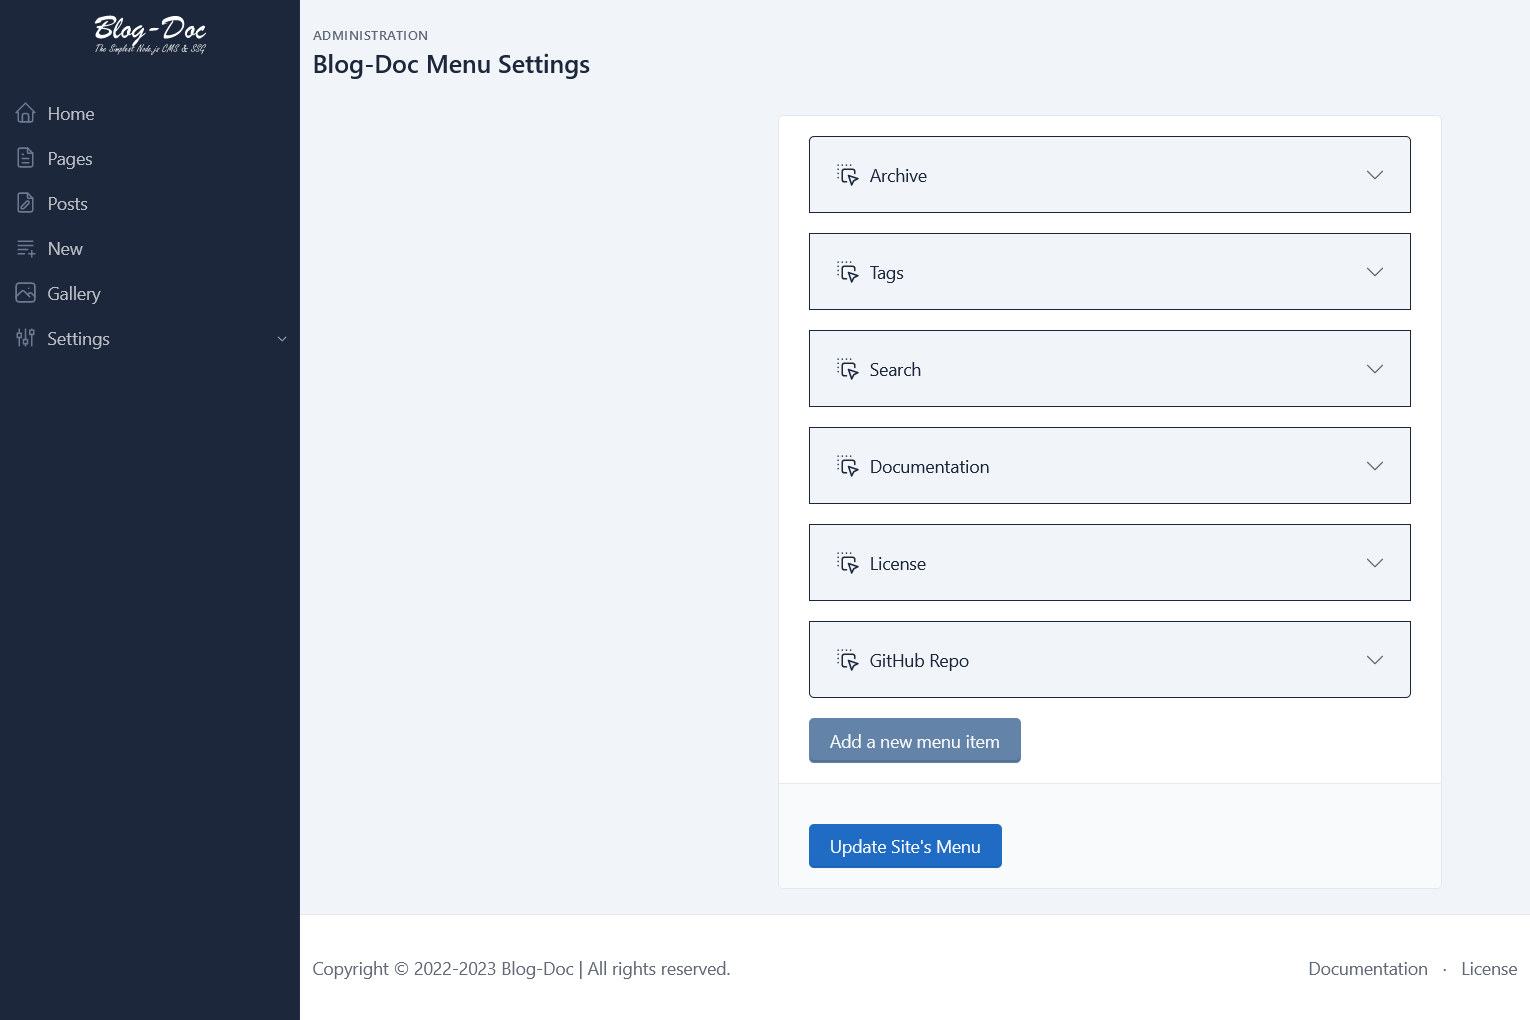 Blog-Doc
The Simplest Node.js CMS & SSG
Home
Pages
Posts
New
Gallery
Settings
ADMINISTRATION
Blog-Doc Menu Settings
Archive
Tags
Search
Documentation
License
GitHub Repo
Add a new menu item
Update Site's Menu
Copyright © 2022-2023 Blog-Doc | All rights reserved.
Documentation · License